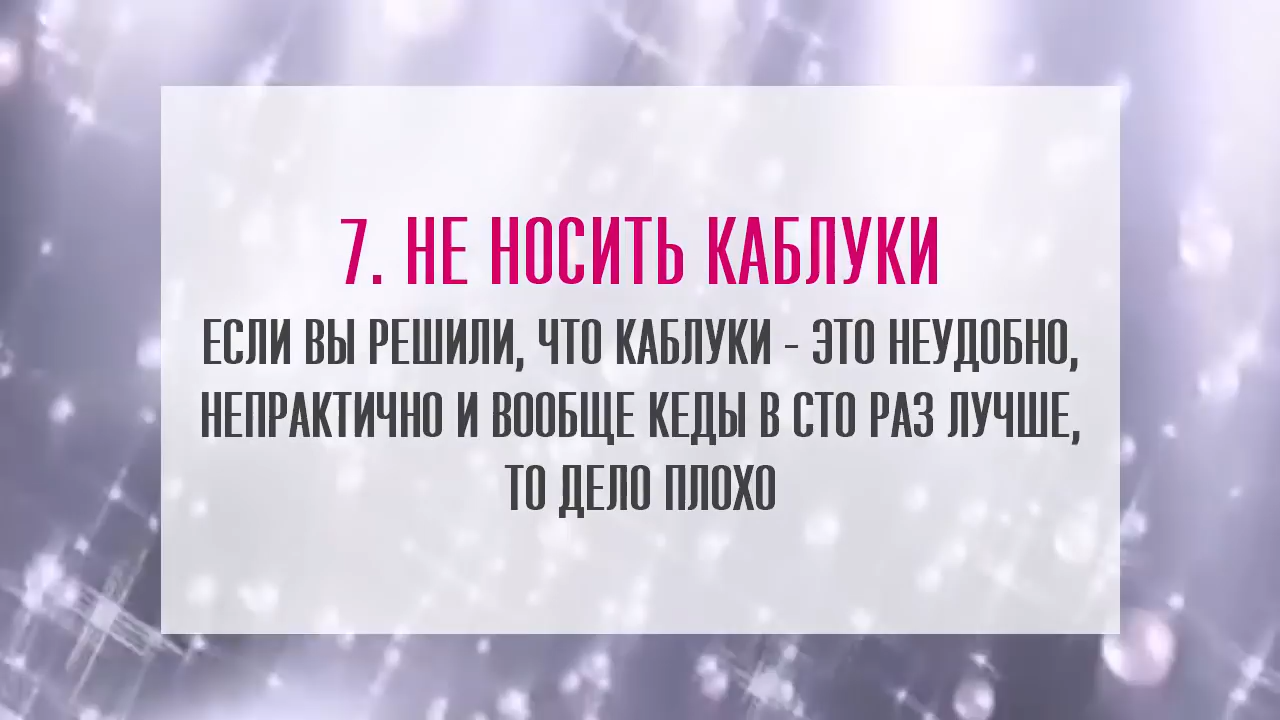 7. НЕ НОСИТЬ КАБЛУКИ
ЕСЛИ ВЫ РЕШИЛИ, ЧТО КАБЛУКИ - ЭТО НЕУДОБНО,
НЕПРАКТИЧНО И ВООБЩЕ КЕДЫ В СТО РАЗ ЛУЧШЕ,
ТО ДЕЛО ПЛОХО